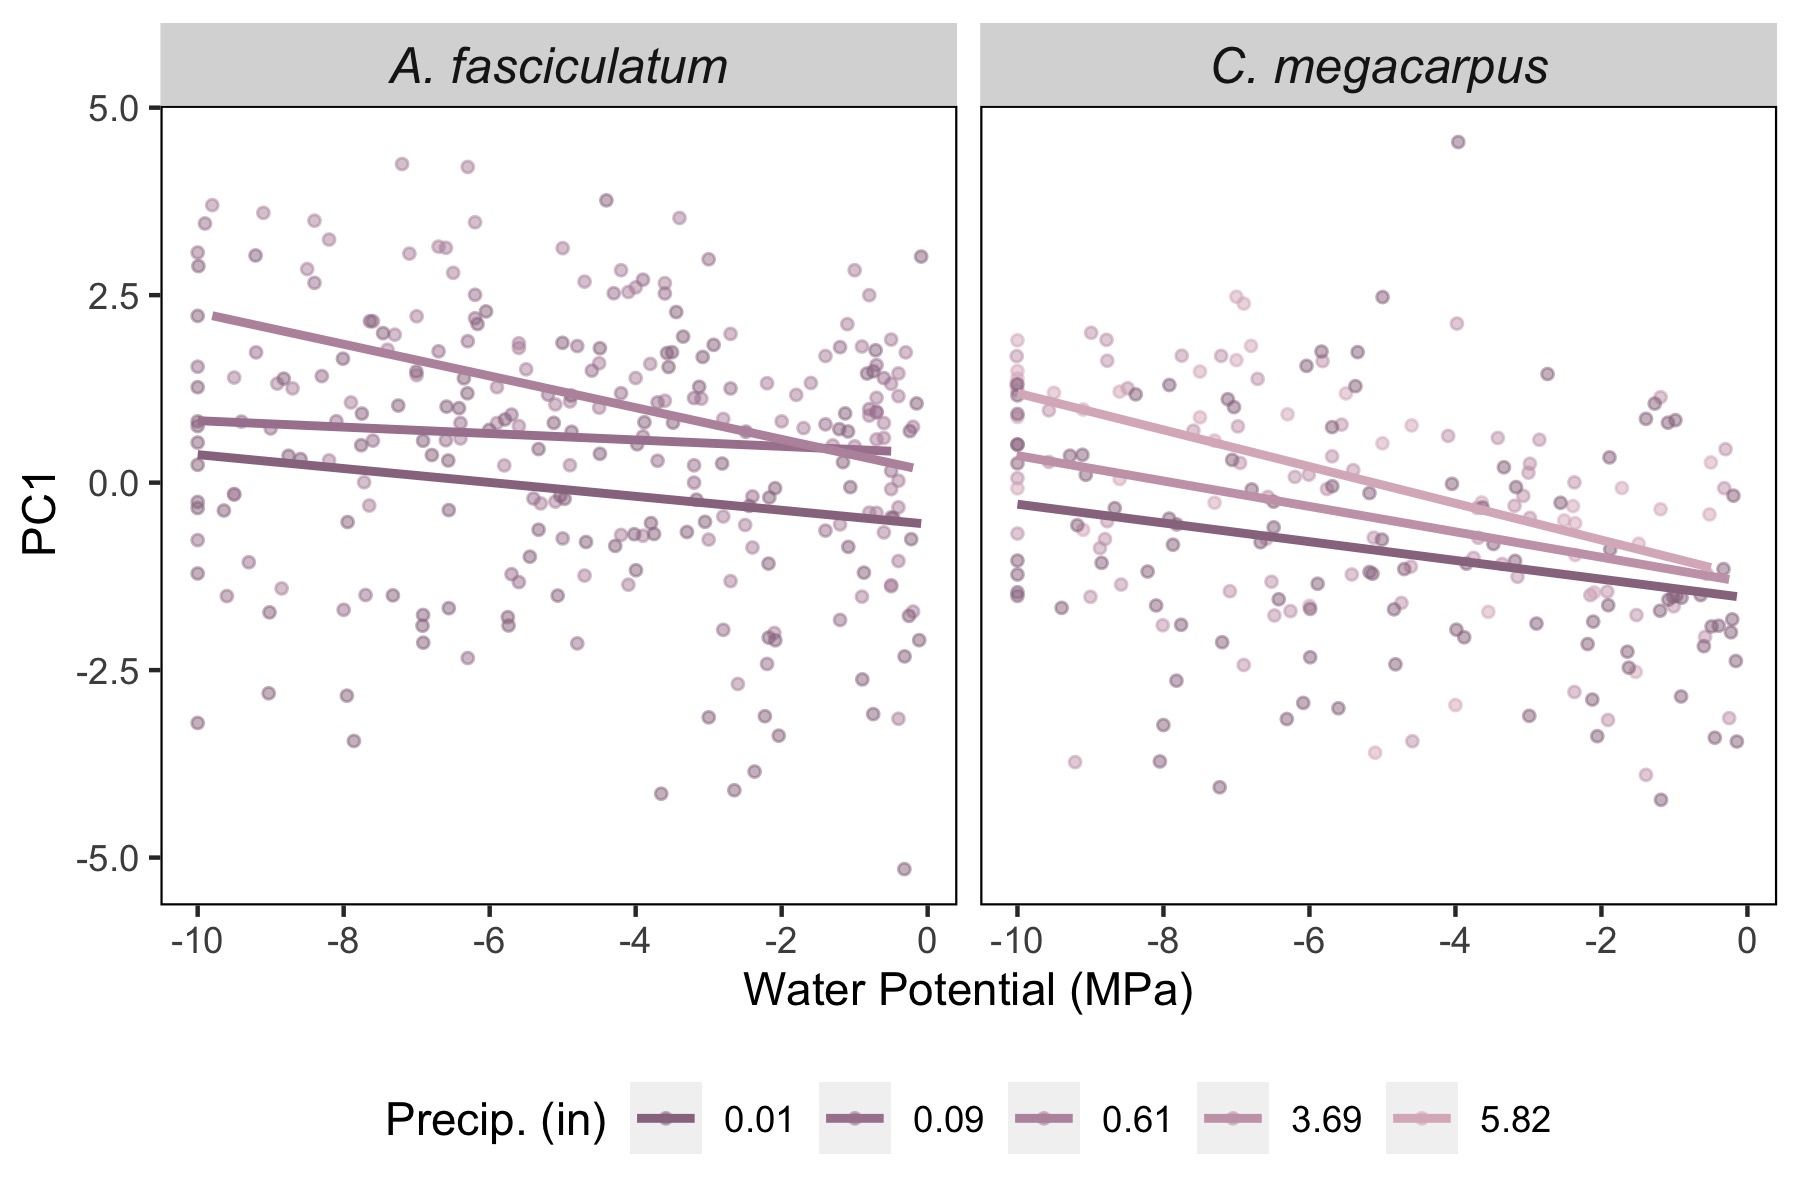 A. fasciculatum
C. megacarpus
5.0
2.5
0.0
-2.5
-5.0
PC1
-10 -8 -6 -4 -2 0
-10 -8 -6 -4 -2 0
Water Potential (MPa)
Precip. (in) 0.01 0.09 0.61 3.69 5.82